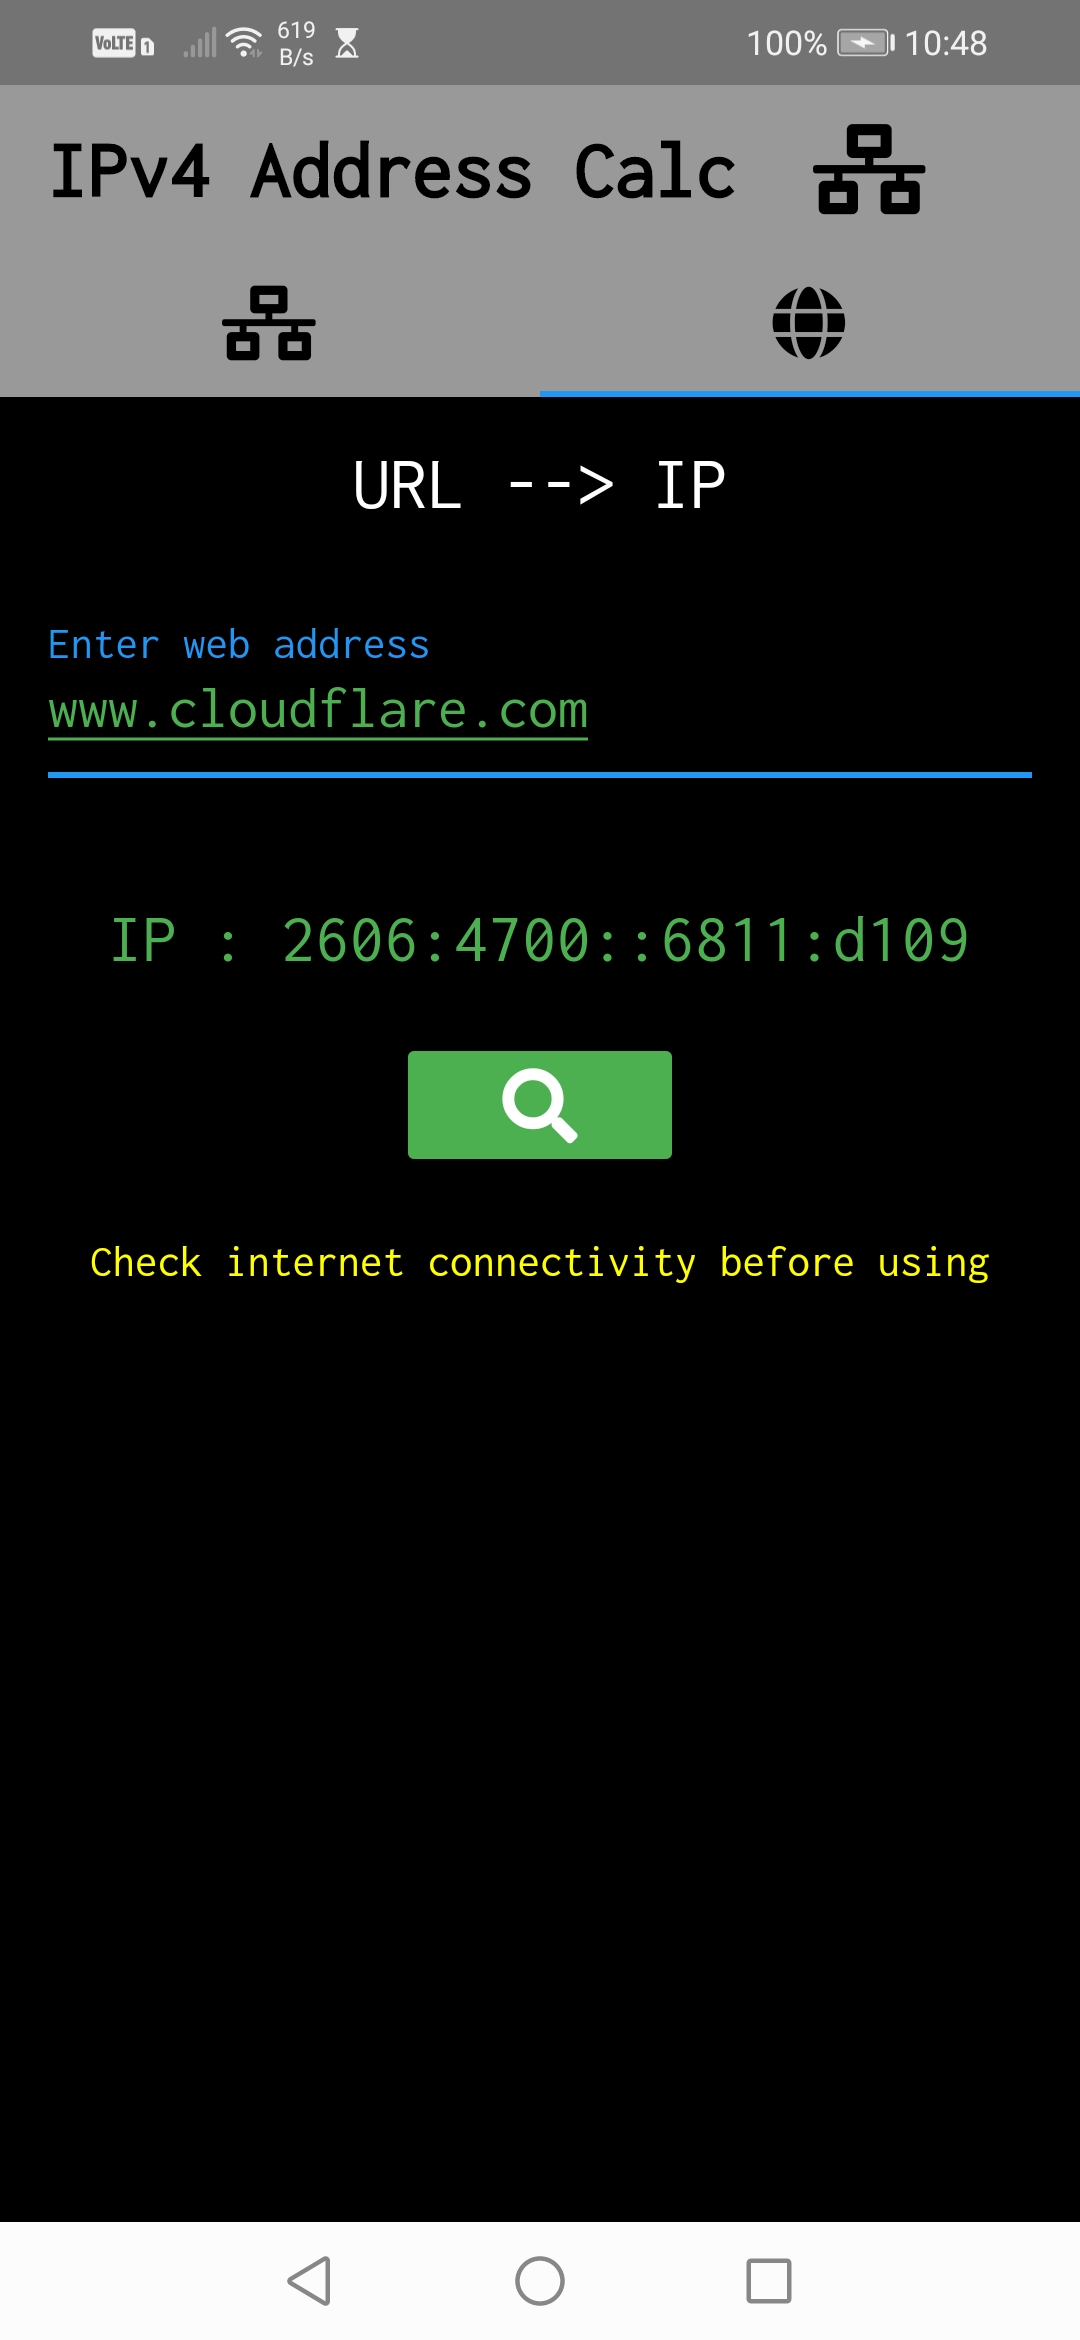 VoLTE 1 619 B/s 100% 10:48
IPv4 Address Calc
URL --> IP
Enter web address
www.cloudflare.com
IP : 2606:4700::6811:d109
Check internet connectivity before using